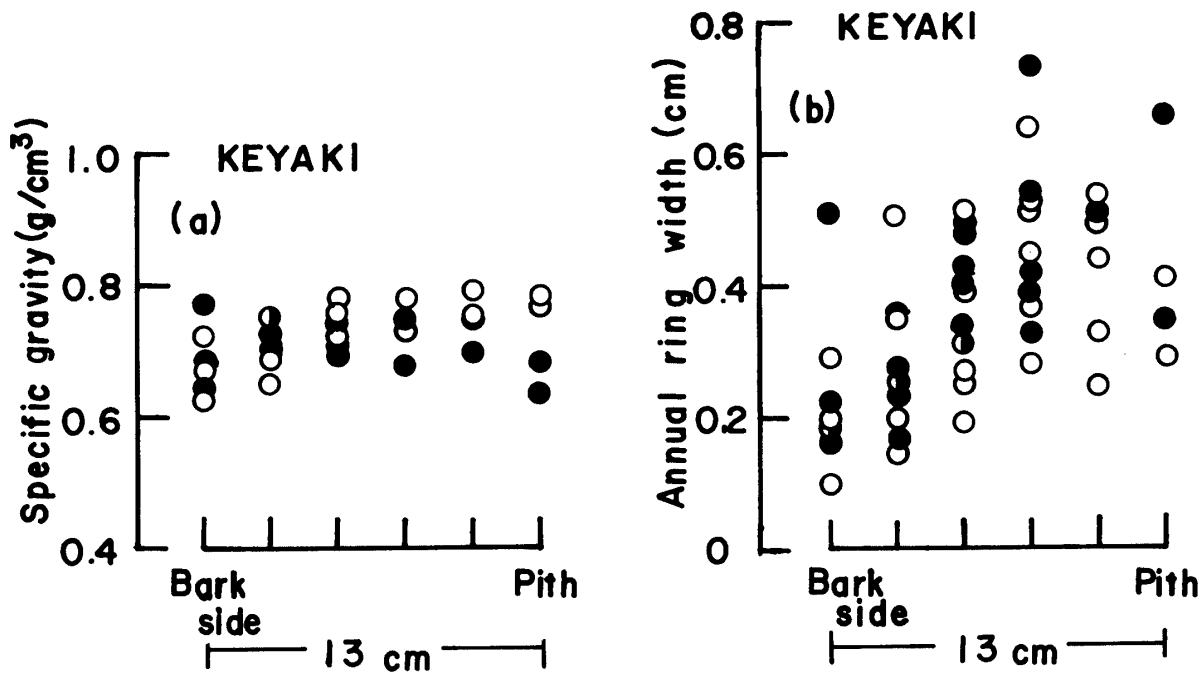 KEYAKI
(a)
Specific gravity (g/cm³)
1.0
0.8
0.6
0.4
Bark
side
Pith
13 cm
KEYAKI
(b)
Annual ring width (cm)
0.8
0.6
0.4
0.2
0
Bark
side
Pith
13 cm